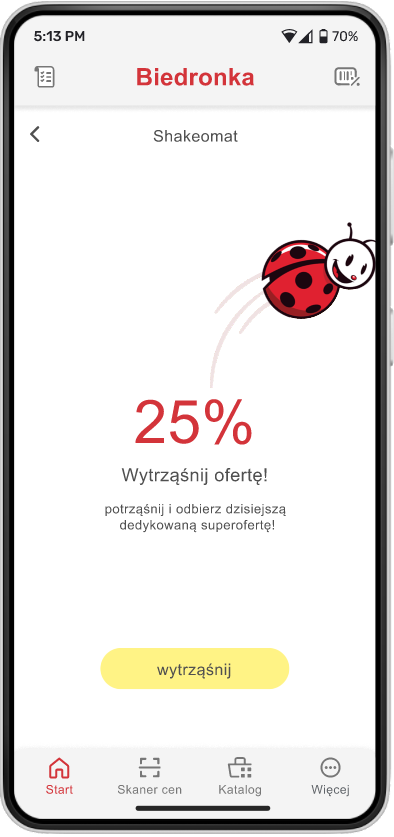 5:13 PM 70%
Biedronka
Shakeomat
25%
Wytrząśnij ofertę!
potrząśnij i odbierz dzisiejszą
dedykowaną superofertę!
wytrząśnij
Start Skaner cen Katalog Więcej